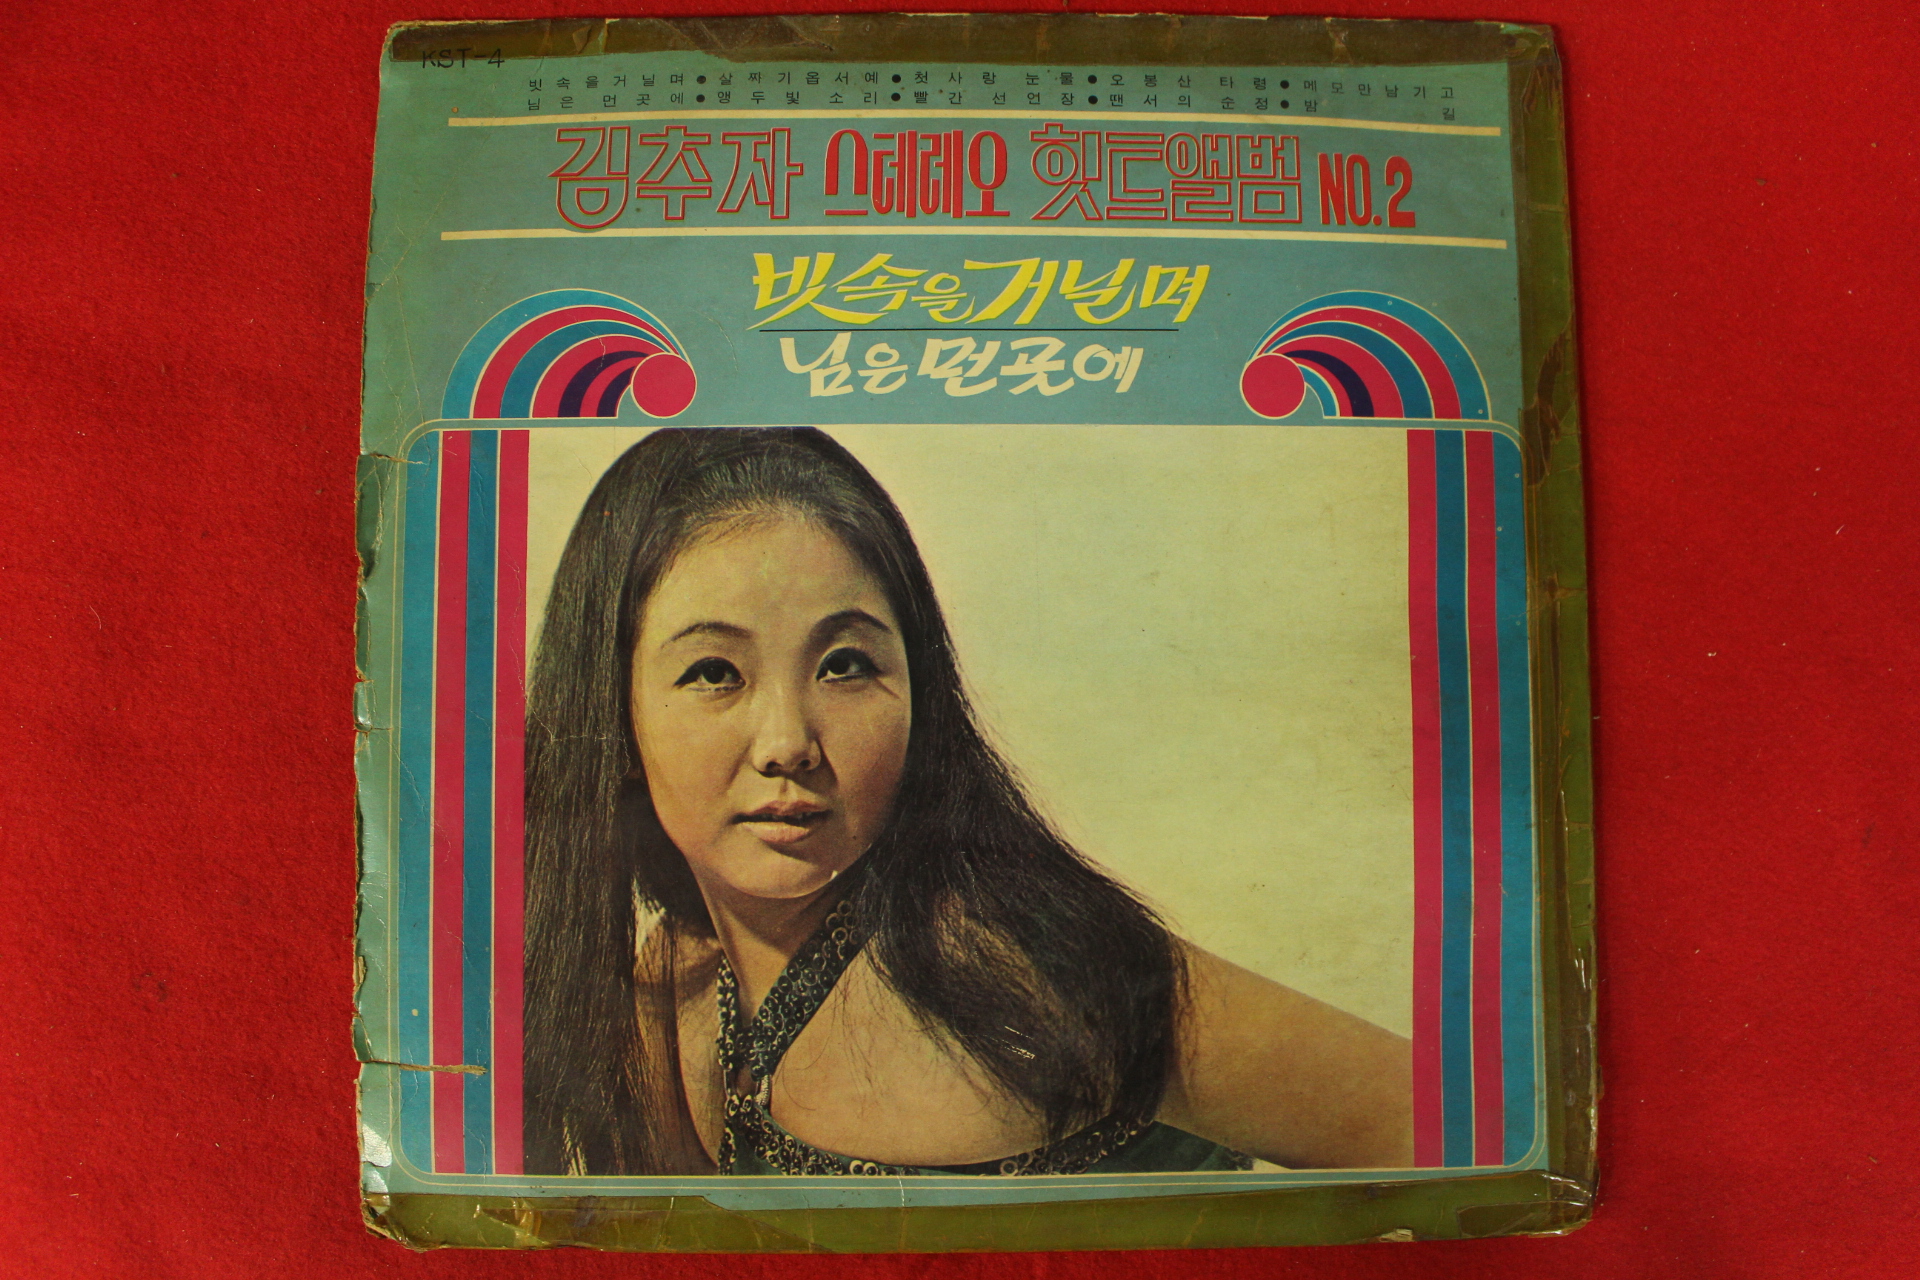 KST-4
빗속을거닐며●살짜기옵서예●첫사랑눈물●오봉산타령●메모만남기고
님은먼곳에●앵두빛소리●빨간선연장●땐서의순정●밤길
김추자 스테레오 힛트앨범 NO.2
빗속을거닐며
님은먼곳에